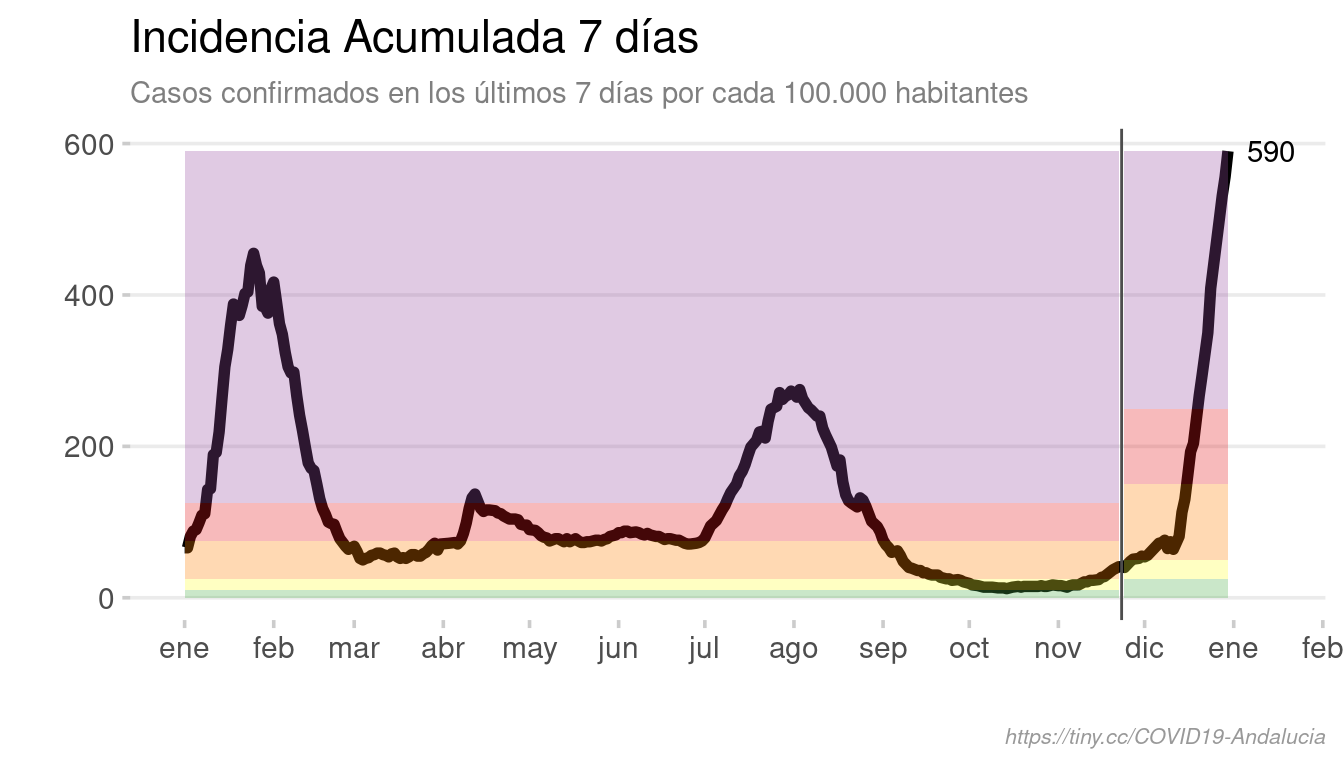 Incidencia Acumulada 7 días
Casos confirmados en los últimos 7 días por cada 100.000 habitantes
600
590
400
200
0
ene feb mar abr may jun jul ago sep oct nov dic ene feb
https://tiny.cc/COVID19-Andalucia